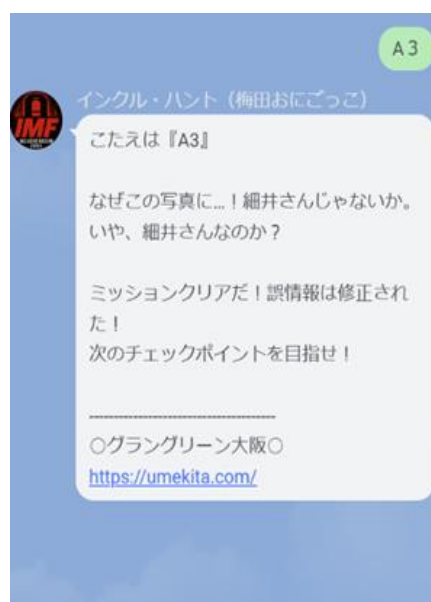 A3
インクル・ハント（梅田おにごっこ）
IMF
こたえは『A3』
なぜこの写真に…！細井さんじゃないか。
いや、細井さんなのか？
ミッションクリアだ！誤情報は修正され
た！
次のチェックポイントを目指せ！
------------------------------------
○グラングリーン大阪○
https://umekita.com/